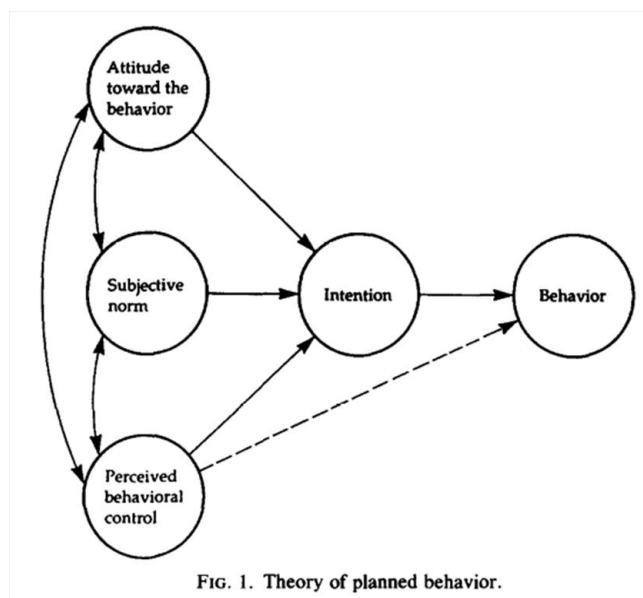 Attitude
toward the
behavior
Subjective
norm
Intention
Behavior
Perceived
behavioral
control
FIG. 1. Theory of planned behavior.